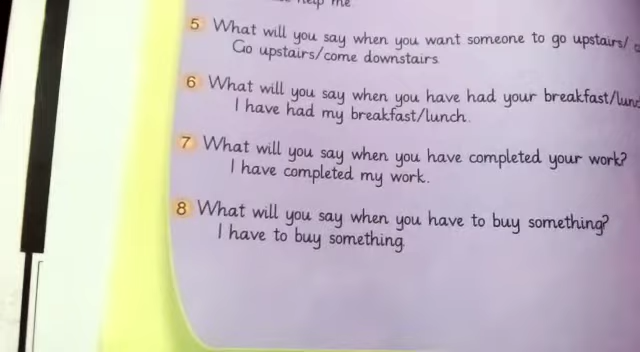 help me
5 What will you say when you want someone to go upstairs/
Go upstairs/come downstairs
6 What will you say when you have had your breakfast/lunc
I have had my breakfast/lunch.
7 What will you say when you have completed your work?
I have completed my work.
8 What will you say when you have to buy something?
I have to buy something.